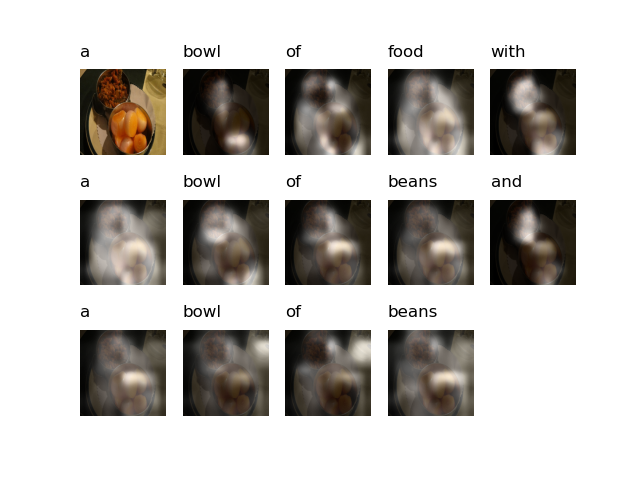 a bowl of food with
a bowl of beans and
a bowl of beans